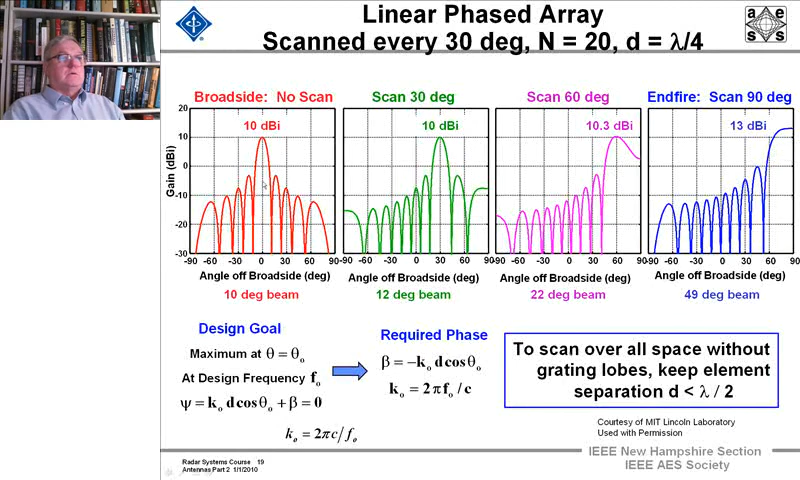 Linear Phased Array
Scanned every 30 deg, N = 20, d = λ/4
a e
s s
Broadside: No Scan
Scan 30 deg
Scan 60 deg
Endfire: Scan 90 deg
10 dBi
10 dBi
10.3 dBi
13 dBi
Gain (dBi)
20
10
0
-10
-20
-30
-90 -60 -30 0 30 60 90
-90 -60 -30 0 30 60 90
-90 -60 -30 0 30 60 90
-90 -60 -30 0 30 60 90
Angle off Broadside (deg)
Angle off Broadside (deg)
Angle off Broadside (deg)
Angle off Broadside (deg)
10 deg beam
12 deg beam
22 deg beam
49 deg beam
Design Goal
Maximum at θ = θₒ
At Design Frequency fₒ
ψ = kₒ d cos θₒ + β = 0
kₒ = 2πc / fₒ
Required Phase
β = −kₒ d cos θₒ
kₒ = 2πfₒ / c
To scan over all space without
grating lobes, keep element
separation d < λ / 2
Courtesy of MIT Lincoln Laboratory
Used with Permission
Radar Systems Course 19
Antennas Part 2 1/1/2010
IEEE New Hampshire Section
IEEE AES Society